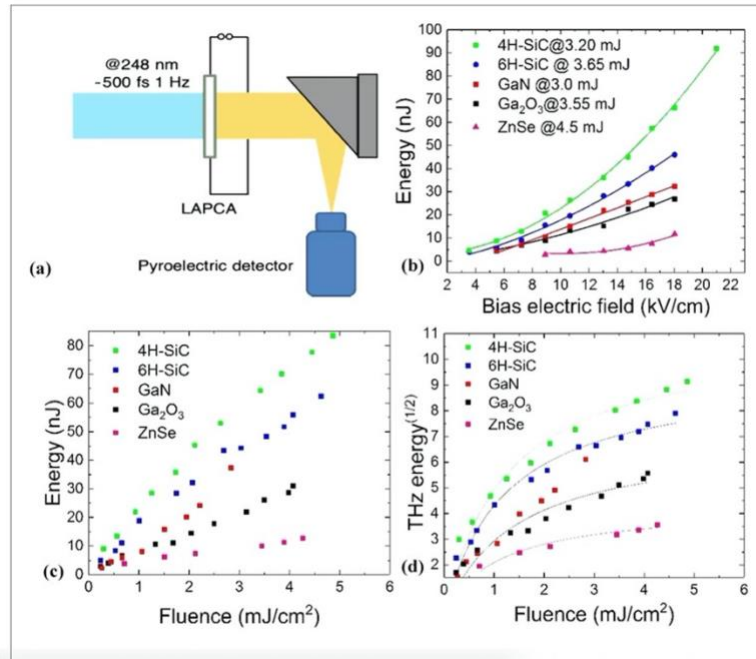 @248 nm
~500 fs 1 Hz
LAPCA
Pyroelectric detector
(a)
4H-SiC@3.20 mJ
6H-SiC @ 3.65 mJ
GaN @3.0 mJ
Ga₂O₃@3.55 mJ
ZnSe @4.5 mJ
Energy (nJ)
100
90
80
70
60
50
40
30
20
10
0
2 4 6 8 10 12 14 16 18 20 22
Bias electric field (kV/cm)
(b)
4H-SiC
6H-SiC
GaN
Ga₂O₃
ZnSe
Energy (nJ)
80
70
60
50
40
30
20
10
0
0 1 2 3 4 5 6
Fluence (mJ/cm²)
(c)
4H-SiC
6H-SiC
GaN
Ga₂O₃
ZnSe
THz energy⁽¹/²⁾
11
10
9
8
7
6
5
4
3
2
0 1 2 3 4 5 6
Fluence (mJ/cm²)
(d)